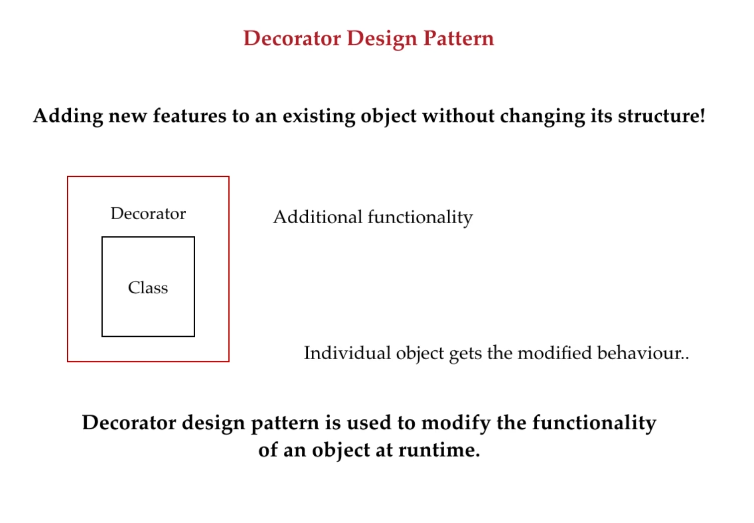 Decorator Design Pattern
Adding new features to an existing object without changing its structure!
Decorator
Additional functionality
Class
Individual object gets the modified behaviour..
Decorator design pattern is used to modify the functionality
of an object at runtime.